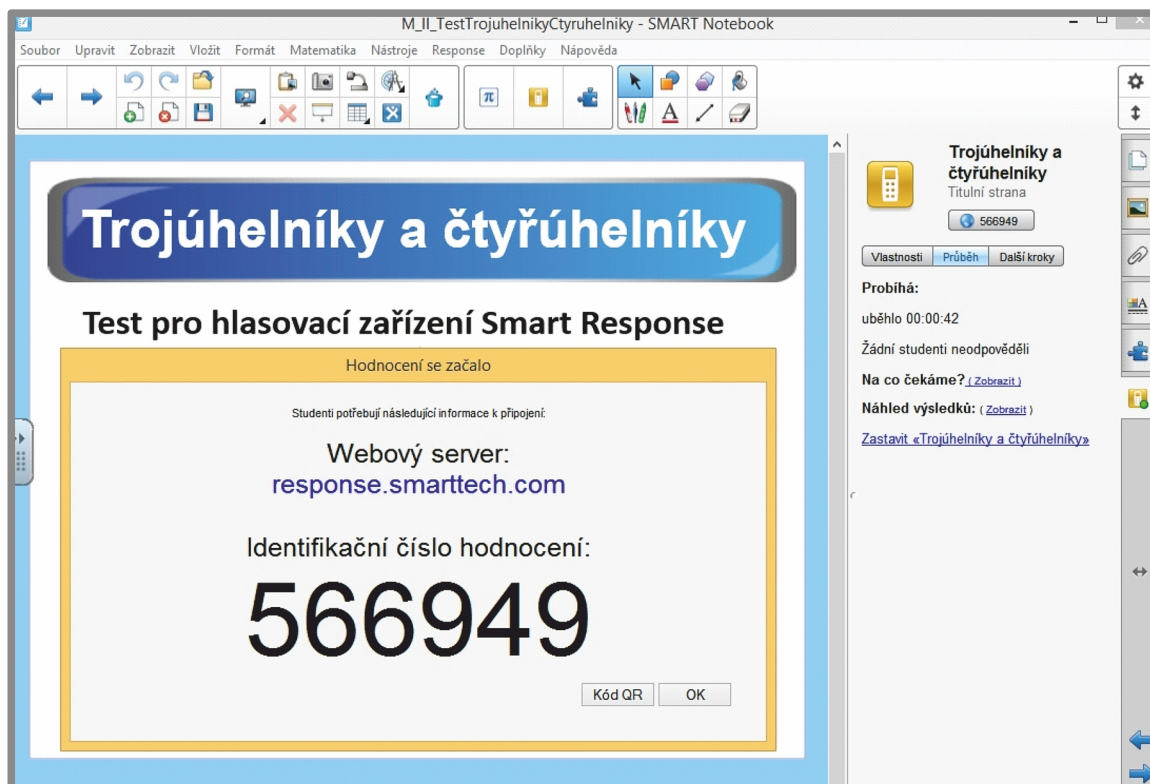 M_II_TestTrojuhelnikyCtyruhelniky - SMART Notebook
Soubor Upravit Zobrazit Vložit Formát Matematika Nástroje Response Doplňky Nápověda
π
A
Trojúhelníky a čtyřúhelníky
Test pro hlasovací zařízení Smart Response
Hodnocení se začalo
Studenti potřebují následující informace k připojení:
Webový server:
response.smarttech.com
Identifikační číslo hodnocení:
566949
Kód QR OK
Trojúhelníky a
čtyřúhelníky
Titulní strana
566949
Vlastnosti Průběh Další kroky
Probíhá:
uběhlo 00:00:42
Žádní studenti neodpověděli
Na co čekáme? ( Zobrazit )
Náhled výsledků: ( Zobrazit )
Zastavit «Trojúhelníky a čtyřúhelníky»
A